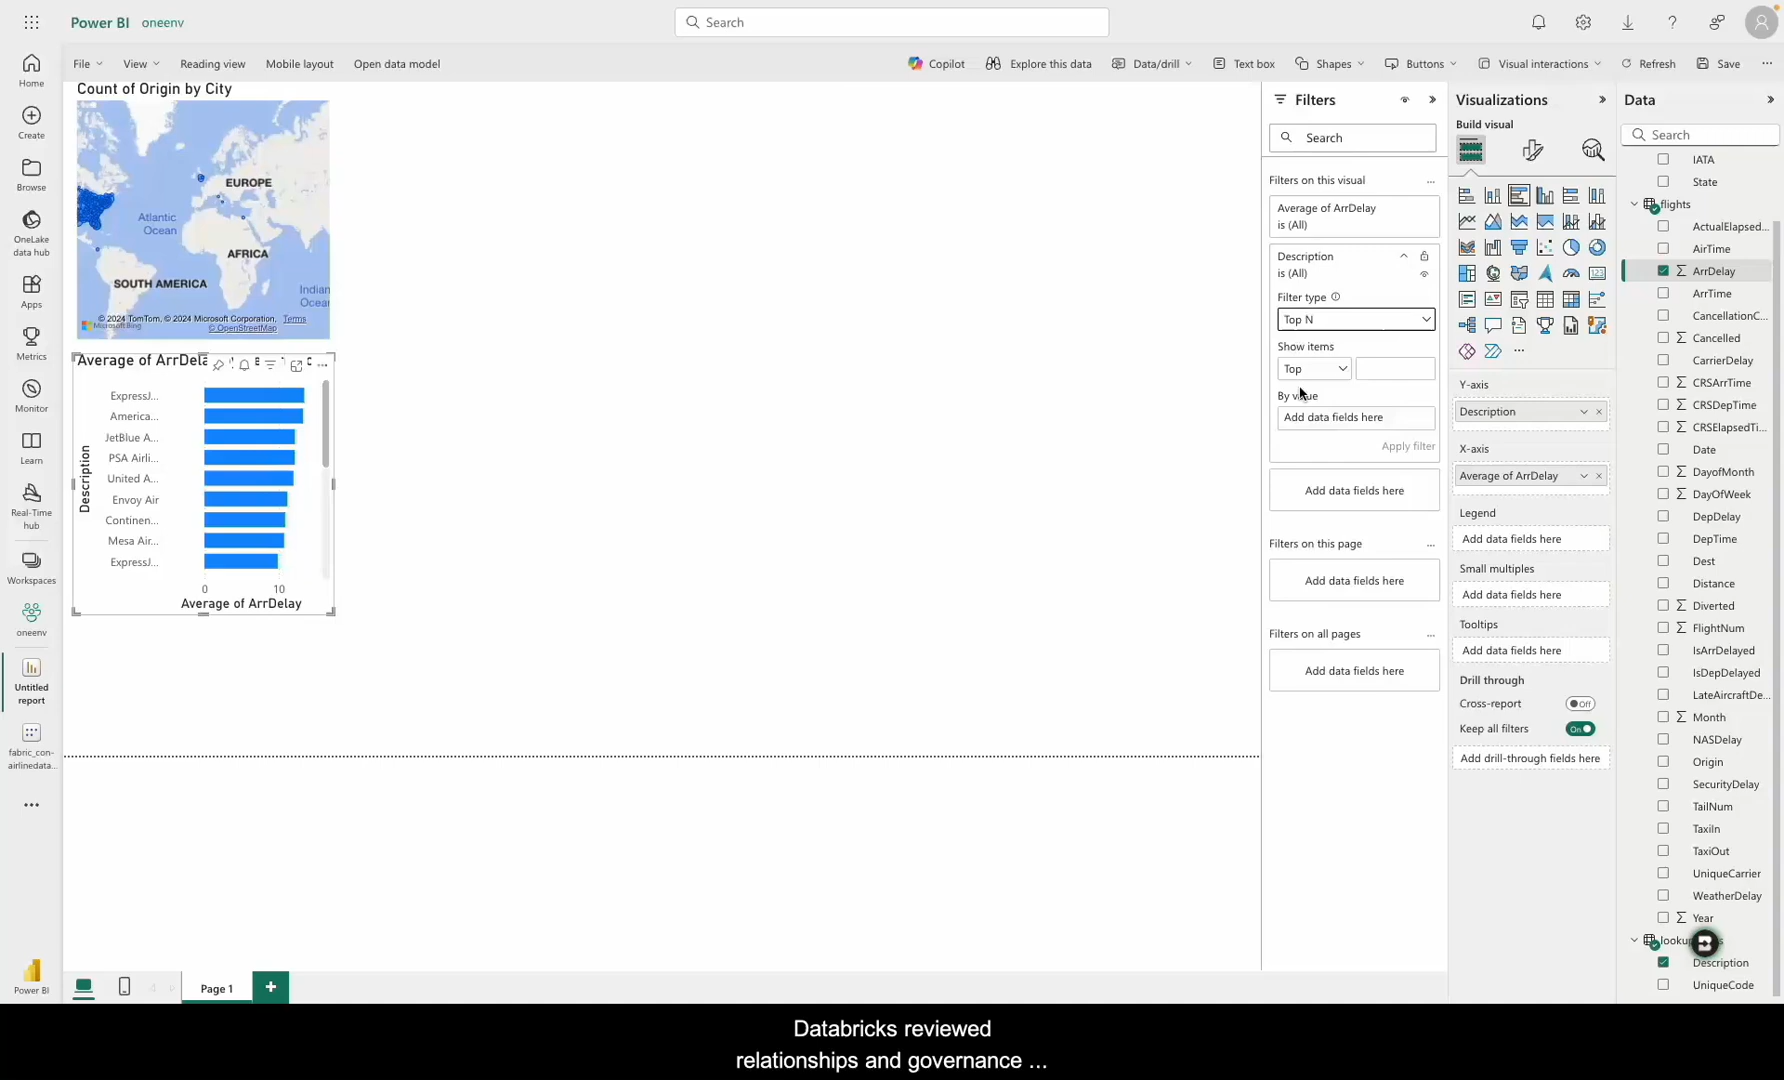 Power BI oneenv
Search
File View Reading view Mobile layout Open data model
Copilot Explore this data Data/drill Text box Shapes Buttons Visual interactions Refresh Save
Home
Create
Browse
OneLake
data hub
Apps
Metrics
Monitor
Learn
Real-Time
hub
Workspaces
oneenv
Untitled
report
fabric_con-
airlinedata...
Power BI
Count of Origin by City
EUROPE
Atlantic
Ocean
AFRICA
SOUTH AMERICA
Indian
Ocean
© 2024 TomTom, © 2024 Microsoft Corporation, Terms
Microsoft Bing
© OpenStreetMap
Average of ArrDela
Description
ExpressJ...
America...
JetBlue A...
PSA Airli...
United A...
Envoy Air
Continen...
Mesa Air...
ExpressJ...
0 10
Average of ArrDelay
Page 1
Filters
Search
Filters on this visual
Average of ArrDelay
is (All)
Description
is (All)
Filter type
Top N
Show items
Top
By value
Add data fields here
Apply filter
Add data fields here
Filters on this page
Add data fields here
Filters on all pages
Add data fields here
Visualizations
Build visual
123
Y-axis
Description
X-axis
Average of ArrDelay
Legend
Add data fields here
Small multiples
Add data fields here
Tooltips
Add data fields here
Drill through
Cross-report Off
Keep all filters On
Add drill-through fields here
Data
Search
IATA
State
flights
ActualElapsed...
AirTime
ArrDelay
ArrTime
CancellationC...
Cancelled
CarrierDelay
CRSArrTime
CRSDepTime
CRSElapsedTi...
Date
DayofMonth
DayOfWeek
DepDelay
DepTime
Dest
Distance
Diverted
FlightNum
IsArrDelayed
IsDepDelayed
LateAircraftDe...
Month
NASDelay
Origin
SecurityDelay
TailNum
TaxiIn
TaxiOut
UniqueCarrier
WeatherDelay
Year
Description
UniqueCode
Databricks reviewed
relationships and governance ...